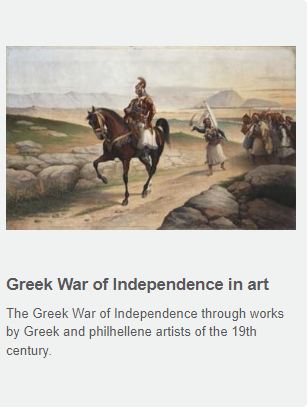 Greek War of Independence in art
The Greek War of Independence through works
by Greek and philhellene artists of the 19th
century.